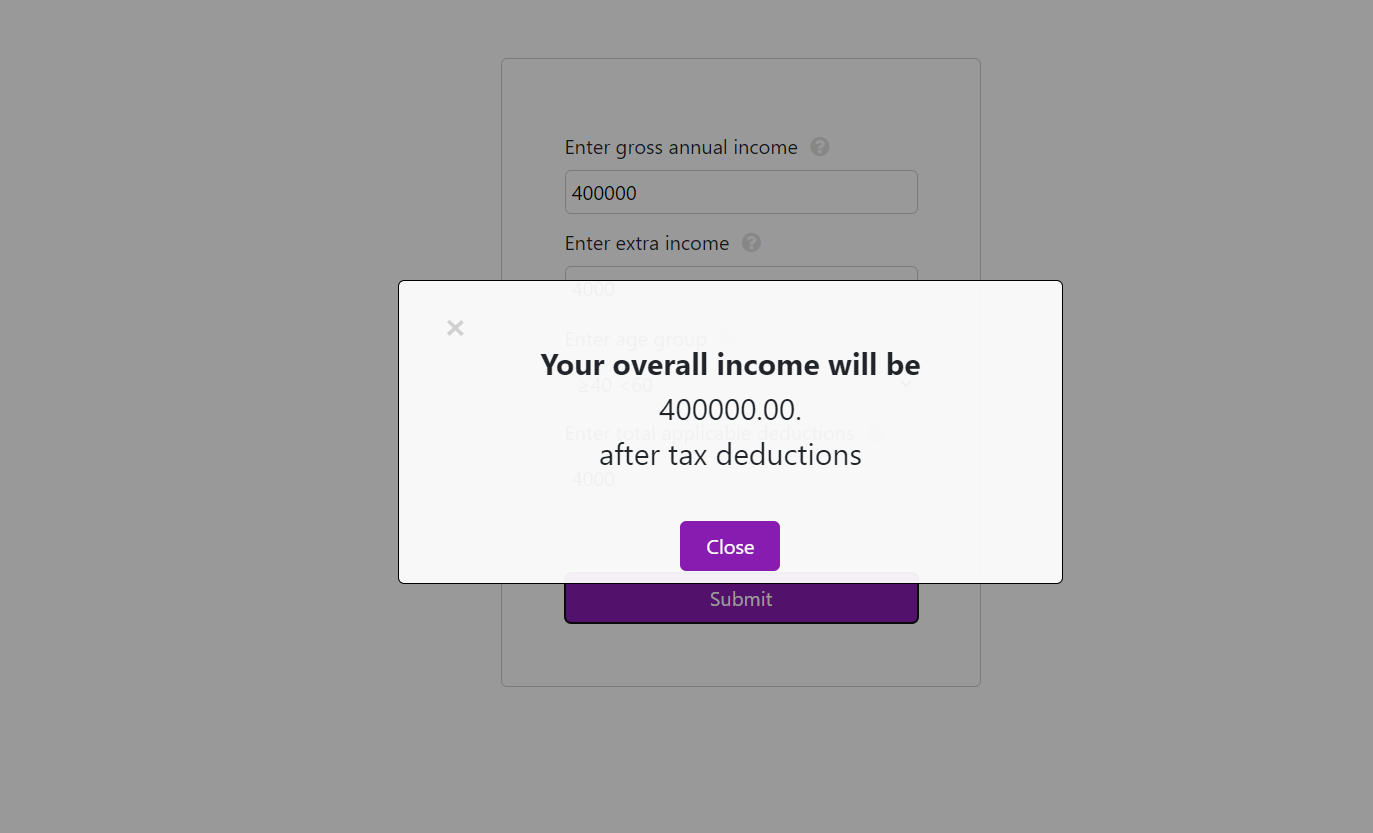 Enter gross annual income
400000
Enter extra income
4000
Enter age group
Your overall income will be
≥40 <60
400000.00.
Enter total applicable deductions
after tax deductions
4000
Close
Submit